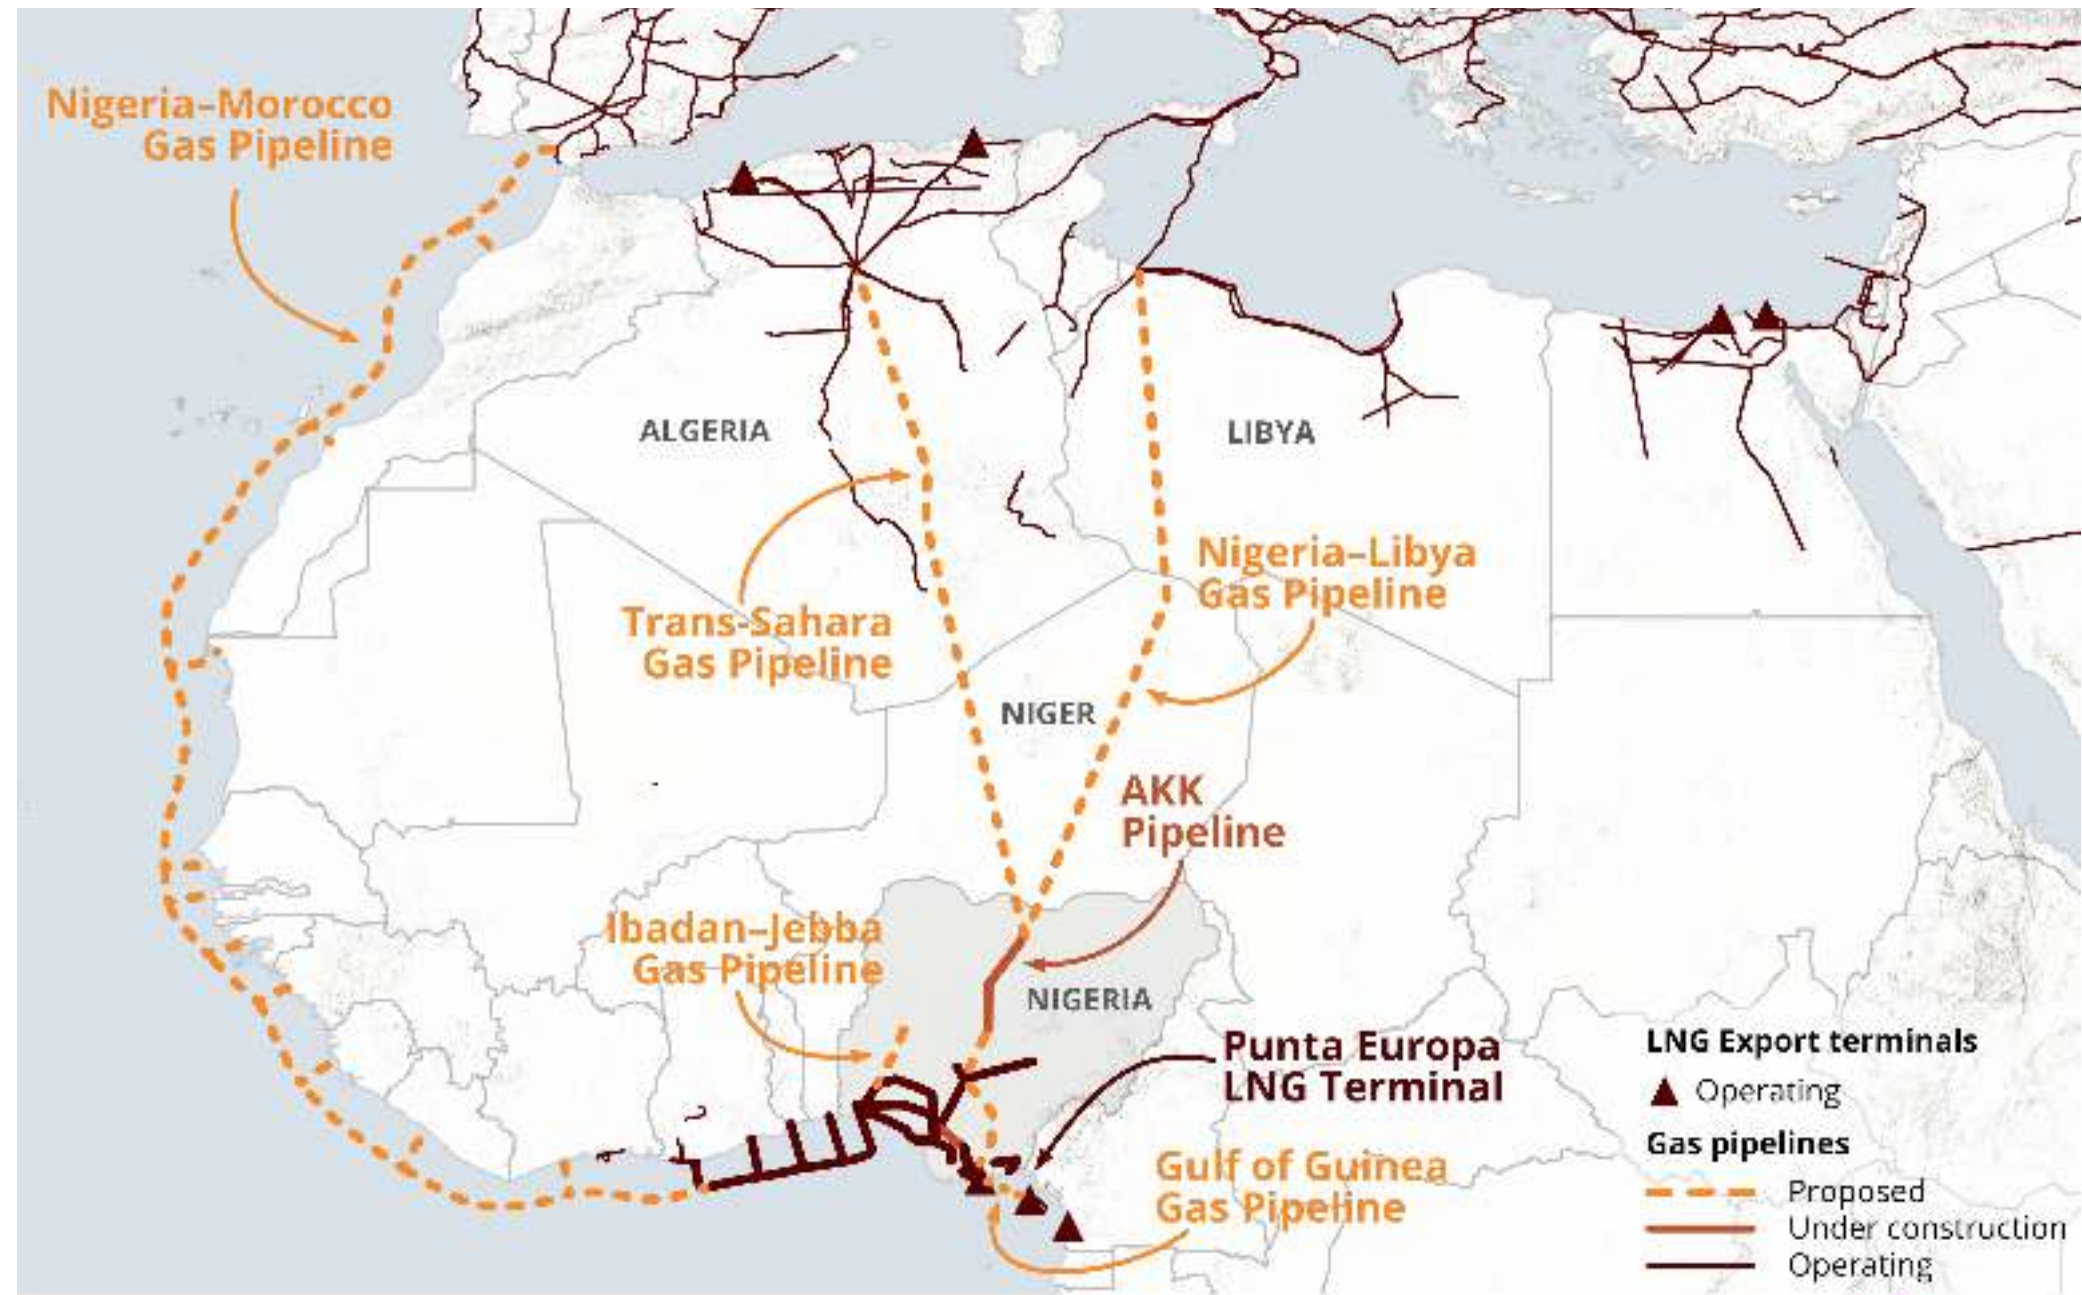 Nigeria–Morocco
Gas Pipeline
ALGERIA
LIBYA
Nigeria–Libya
Gas Pipeline
Trans-Sahara
Gas Pipeline
NIGER
AKK
Pipeline
Ibadan–Jebba
Gas Pipeline
NIGERIA
Punta Europa
LNG Terminal
Gulf of Guinea
Gas Pipeline
LNG Export terminals
Operating
Gas pipelines
Proposed
Under construction
Operating